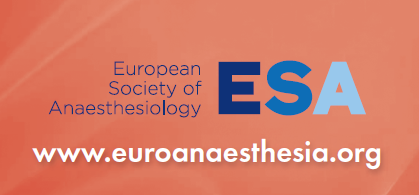 European
Society of
Anaesthesiology
ESA
www.euroanaesthesia.org